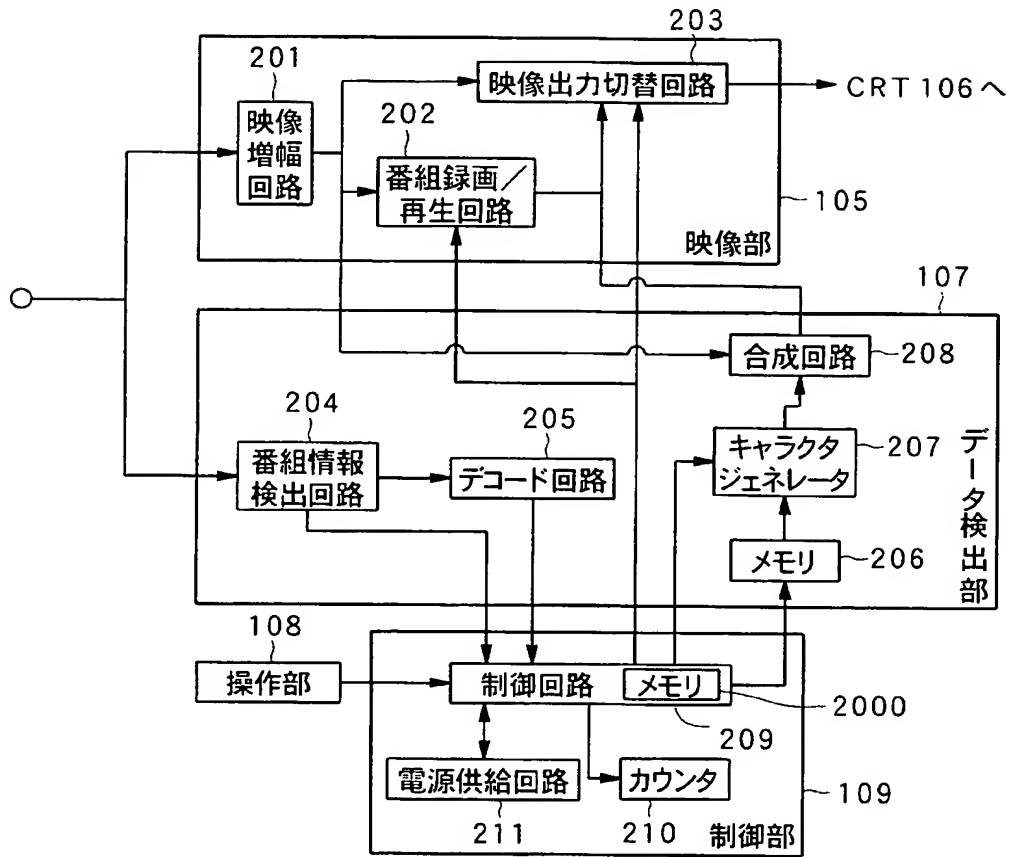 203
201
映像出力切替回路
CRT 106へ
202
映像
増幅
回路
番組録画/
再生回路
105
映像部
107
合成回路
208
204
205
キャラクタ
ジェネレータ
207
番組情報
検出回路
デコード回路
データ検出部
メモリ
206
108
操作部
制御回路
メモリ
2000
209
電源供給回路
カウンタ
109
211
210
制御部